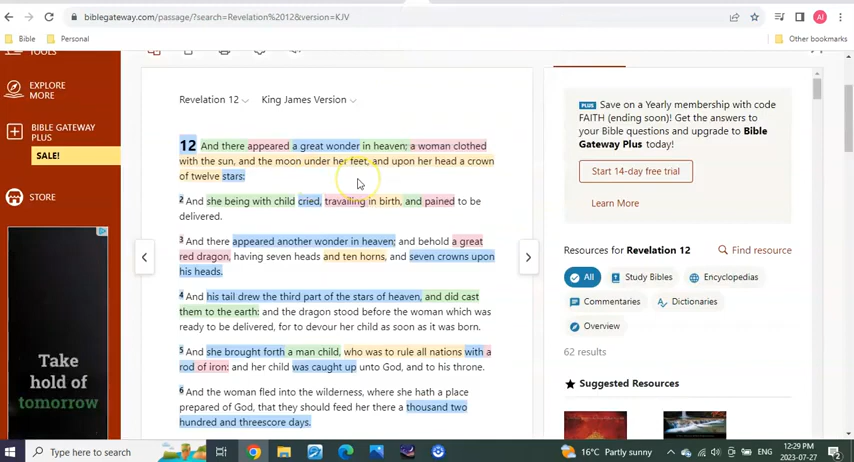 biblegateway.com/passage/?search=Revelation%2012&version=KJV
AI
Bible
Personal
Other bookmarks
TOOLS
EXPLORE
MORE
BIBLE GATEWAY
PLUS
SALE!
STORE
Take
hold of
tomorrow
Revelation 12
King James Version
12 And there appeared a great wonder in heaven; a woman clothed
with the sun, and the moon under her feet, and upon her head a crown
of twelve stars:
2 And she being with child cried, travailing in birth, and pained to be
delivered.
3 And there appeared another wonder in heaven; and behold a great
red dragon, having seven heads and ten horns, and seven crowns upon
his heads.
4 And his tail drew the third part of the stars of heaven, and did cast
them to the earth: and the dragon stood before the woman which was
ready to be delivered, for to devour her child as soon as it was born.
5 And she brought forth a man child, who was to rule all nations with a
rod of iron: and her child was caught up unto God, and to his throne.
6 And the woman fled into the wilderness, where she hath a place
prepared of God, that they should feed her there a thousand two
hundred and threescore days.
PLUS Save on a Yearly membership with code
FAITH (ending soon)! Get the answers to
your Bible questions and upgrade to Bible
Gateway Plus today!
Start 14-day free trial
Learn More
Resources for Revelation 12
Find resource
All
Study Bibles
Encyclopedias
Commentaries
Dictionaries
Overview
62 results
Suggested Resources
Type here to search
16°C Partly sunny
ENG
12:29 PM
2023-07-27
2